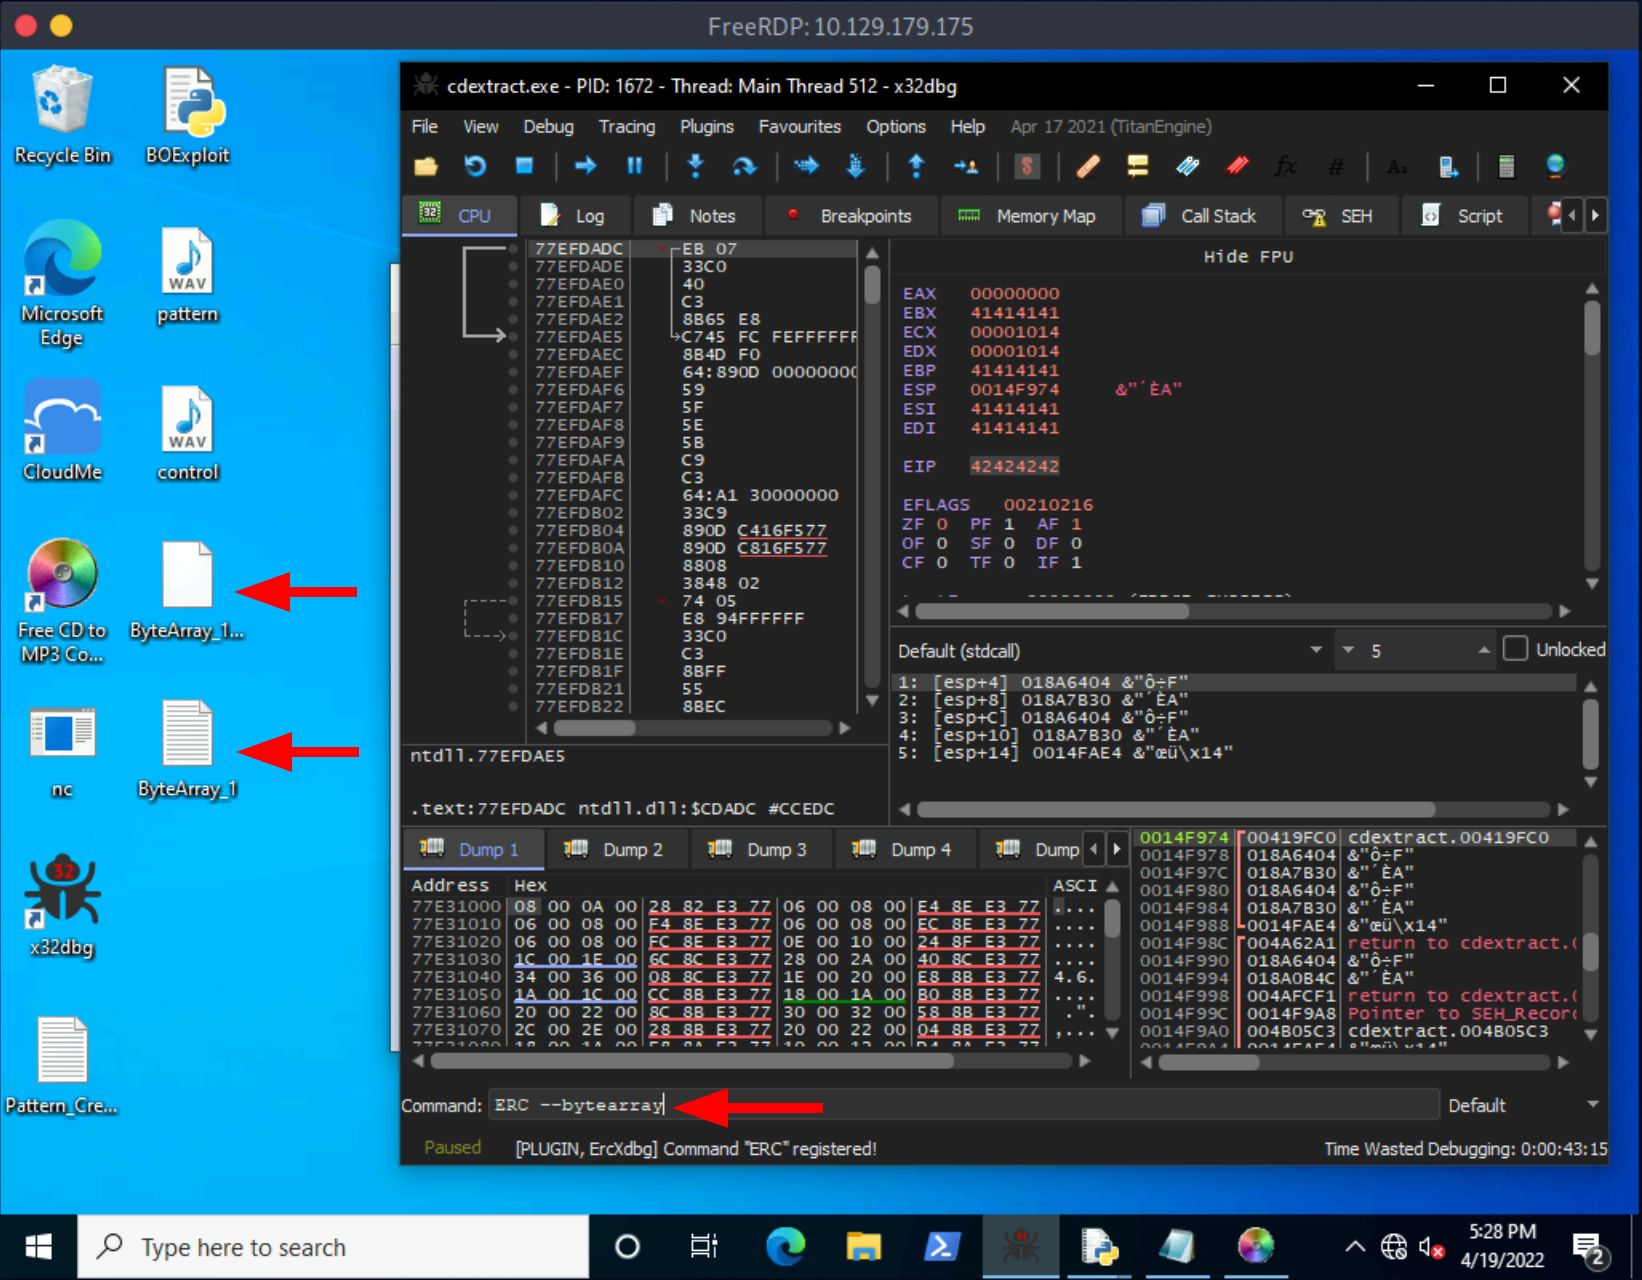 FreeRDP: 10.129.179.175
Recycle Bin
BOExploit
Microsoft Edge
pattern
CloudMe
control
Free CD to MP3 Co...
ByteArray_1...
nc
ByteArray_1
x32dbg
Pattern_Cre...
cdextract.exe - PID: 1672 - Thread: Main Thread 512 - x32dbg
File View Debug Tracing Plugins Favourites Options Help Apr 17 2021 (TitanEngine)
CPU Log Notes Breakpoints Memory Map Call Stack SEH Script
77EFDADC EB 07
77EFDADE 33C0
77EFDAE0 40
77EFDAE1 C3
77EFDAE2 8B65 E8
77EFDAE5 C745 FC FEFFFFFF
77EFDAEC 8B4D F0
77EFDAEF 64:890D 00000000
77EFDAF6 59
77EFDAF7 5F
77EFDAF8 5E
77EFDAF9 5B
77EFDAFA C9
77EFDAFB C3
77EFDAFC 64:A1 30000000
77EFDB02 33C9
77EFDB04 890D C416F577
77EFDB0A 890D C816F577
77EFDB10 8808
77EFDB12 3848 02
77EFDB15 74 05
77EFDB17 E8 94FFFFFF
77EFDB1C 33C0
77EFDB1E C3
77EFDB1F 8BFF
77EFDB21 55
77EFDB22 8BEC
Hide FPU
EAX 00000000
EBX 41414141
ECX 00001014
EDX 00001014
EBP 41414141
ESP 0014F974 &"´ÈA"
ESI 41414141
EDI 41414141
EIP 42424242
EFLAGS 00210216
ZF 0 PF 1 AF 1
OF 0 SF 0 DF 0
CF 0 TF 0 IF 1
Default (stdcall) 5 Unlocked
1: [esp+4] 018A6404 &"ô÷F"
2: [esp+8] 018A7B30 &"´ÈA"
3: [esp+C] 018A6404 &"ô÷F"
4: [esp+10] 018A7B30 &"´ÈA"
5: [esp+14] 0014FAE4 &"œü\x14"
ntdll.77EFDAE5
.text:77EFDADC ntdll.dll:$CDADC #CCEDC
Dump 1 Dump 2 Dump 3 Dump 4 Dump
Address Hex ASCI
77E31000 08 00 0A 00 28 82 E3 77 06 00 08 00 E4 8E E3 77 ....
77E31010 06 00 08 00 F4 8E E3 77 06 00 08 00 EC 8E E3 77 ....
77E31020 06 00 08 00 FC 8E E3 77 0E 00 10 00 24 8F E3 77 ....
77E31030 1C 00 1E 00 6C 8C E3 77 28 00 2A 00 40 8C E3 77 ....
77E31040 34 00 36 00 08 8C E3 77 1E 00 20 00 E8 8B E3 77 4.6.
77E31050 1A 00 1C 00 CC 8B E3 77 18 00 1A 00 B0 8B E3 77 ....
77E31060 20 00 22 00 8C 8B E3 77 30 00 32 00 58 8B E3 77 .".
77E31070 2C 00 2E 00 28 8B E3 77 20 00 22 00 04 8B E3 77 ,...
0014F974 00419FC0 cdextract.00419FC0
0014F978 018A6404 &"ô÷F"
0014F97C 018A7B30 &"´ÈA"
0014F980 018A6404 &"ô÷F"
0014F984 018A7B30 &"´ÈA"
0014F988 0014FAE4 &"œü\x14"
0014F98C 004A62A1 return to cdextract.
0014F990 018A6404 &"ô÷F"
0014F994 018A0B4C &"´ÈA"
0014F998 004AFCF1 return to cdextract.
0014F99C 0014F9A8 Pointer to SEH_Record
0014F9A0 004B05C3 cdextract.004B05C3
Command: ERC --bytearray Default
Paused [PLUGIN, ErcXdbg] Command "ERC" registered! Time Wasted Debugging: 0:00:43:15
Type here to search
5:28 PM
4/19/2022
2